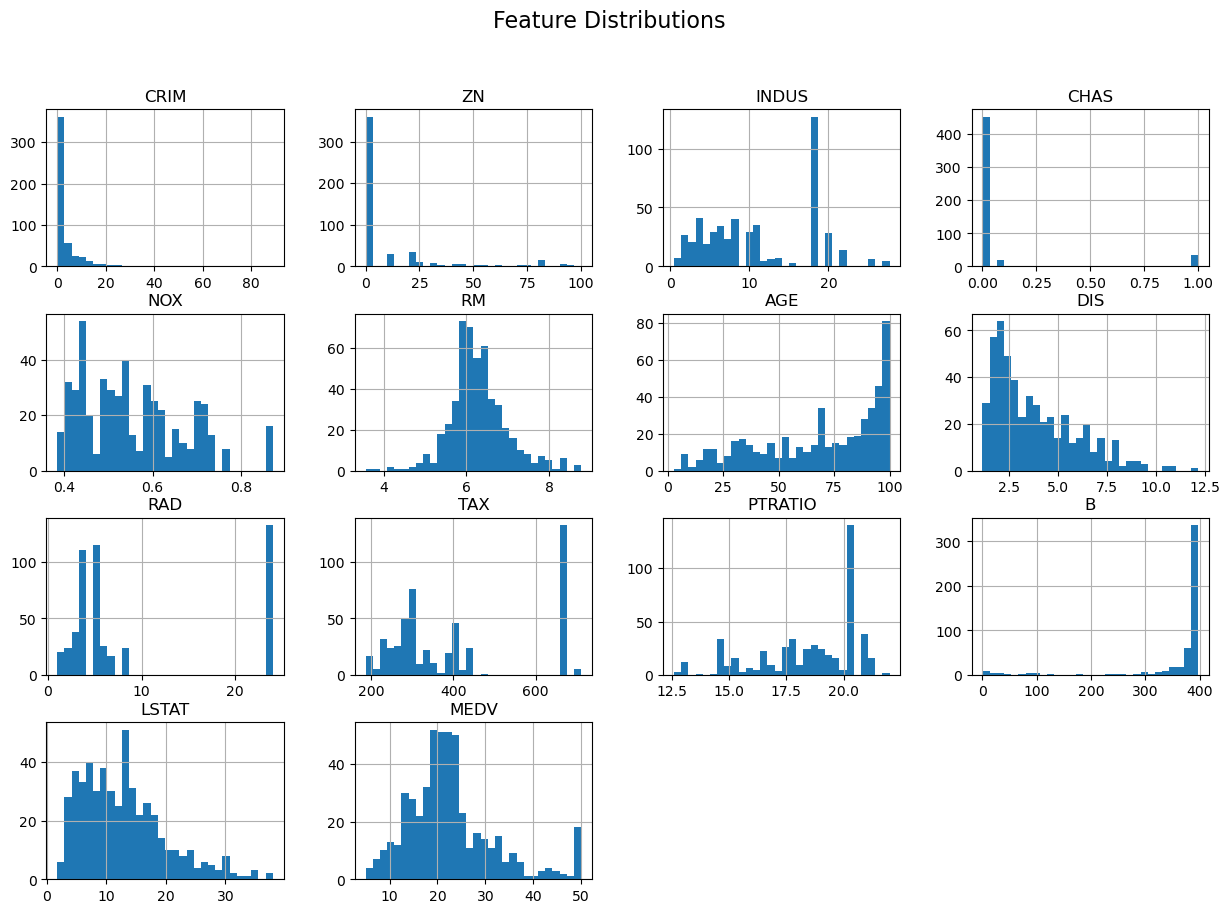 Feature Distributions
CRIM ZN INDUS CHAS
300 200 100 0
0 20 40 60 80
300 200 100 0
0 25 50 75 100
100 50 0
0 10 20
400 300 200 100 0
0.00 0.25 0.50 0.75 1.00
NOX RM AGE DIS
40 20 0
0.4 0.6 0.8
60 40 20 0
4 6 8
80 60 40 20 0
0 25 50 75 100
60 40 20 0
2.5 5.0 7.5 10.0 12.5
RAD TAX PTRATIO B
100 50 0
0 10 20
100 50 0
200 400 600
100 50 0
12.5 15.0 17.5 20.0
300 200 100 0
0 100 200 300 400
LSTAT MEDV
40 20 0
0 10 20 30
40 20 0
10 20 30 40 50